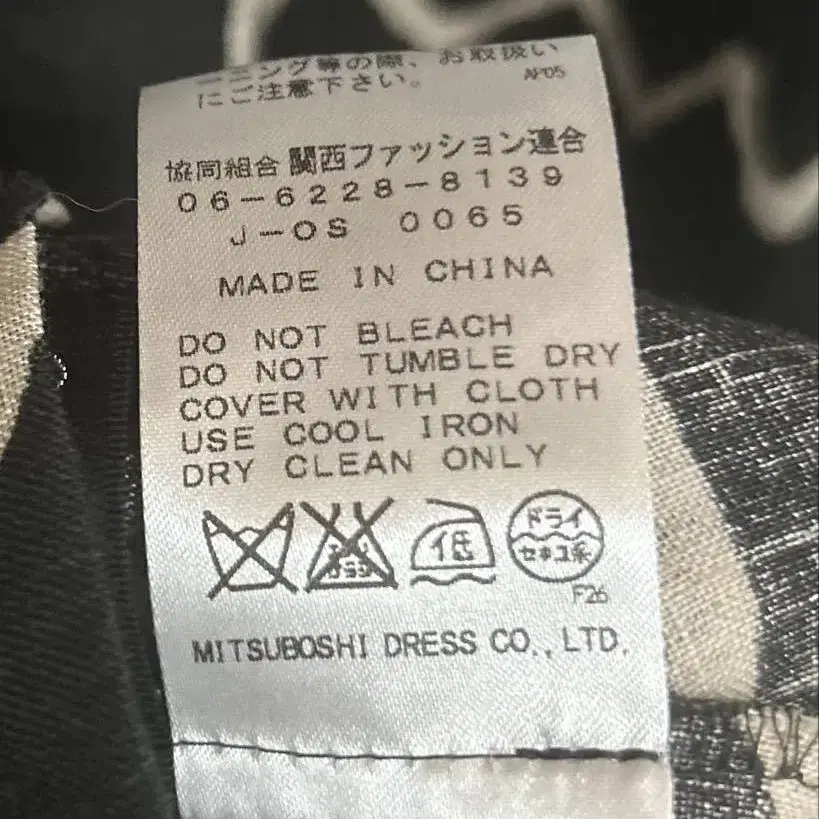 ーニング等の際、お取扱い
にご注意下さい。
AF05
協同組合 関西ファッション連合
06-6228-8139
J-OS 0065
MADE IN CHINA
DO NOT BLEACH
DO NOT TUMBLE DRY
COVER WITH CLOTH
USE COOL IRON
DRY CLEAN ONLY
低
ドライ
セキユ系
F26
MITSUBOSHI DRESS CO., LTD.